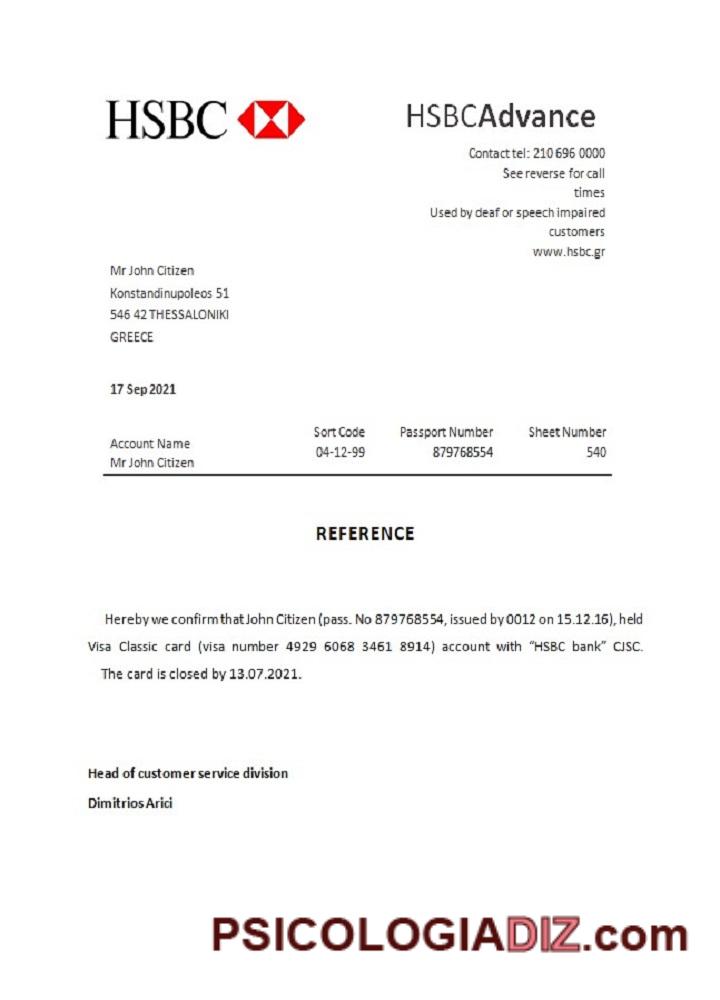 HSBC
HSBCAdvance
Contact tel: 210 696 0000
See reverse for call
times
Used by deaf or speech impaired
customers
www.hsbc.gr
Mr John Citizen
Konstandinupoleos 51
546 42 THESSALONIKI
GREECE
17 Sep 2021
Sort Code Passport Number Sheet Number
Account Name 04-12-99 879768554 540
Mr John Citizen
REFERENCE
Hereby we confirm that John Citizen (pass. No 879768554, issued by 0012 on 15.12.16), held
Visa Classic card (visa number 4929 6068 3461 8914) account with “HSBC bank” CJSC.
The card is closed by 13.07.2021.
Head of customer service division
Dimitrios Arici
PSICOLOGIADIZ.com